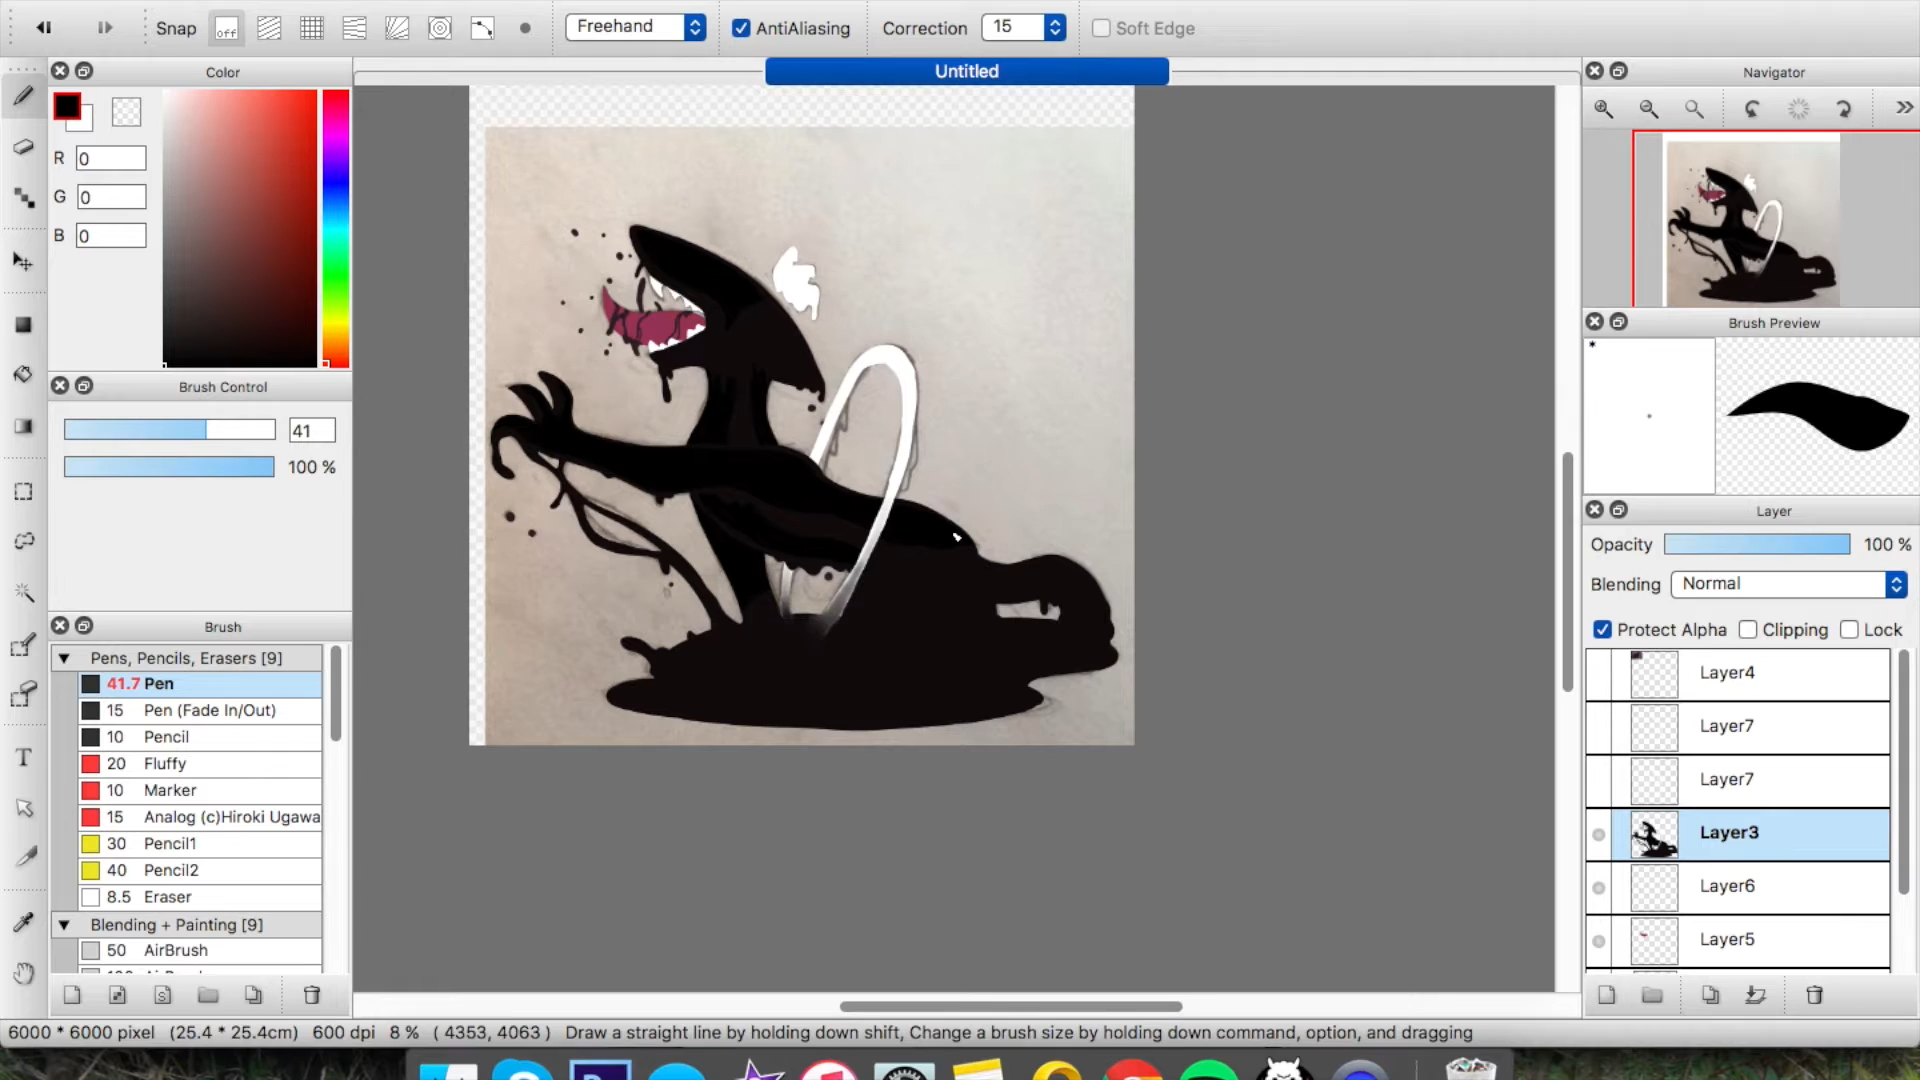 Snap off Freehand AntiAliasing Correction 15 Soft Edge
Untitled
Color
R 0
G 0
B 0
Brush Control
41
100 %
Brush
Pens, Pencils, Erasers [9]
41.7 Pen
15 Pen (Fade In/Out)
10 Pencil
20 Fluffy
10 Marker
15 Analog (c)Hiroki Ugawa
30 Pencil1
40 Pencil2
8.5 Eraser
Blending + Painting [9]
50 AirBrush
Navigator
Brush Preview
*
Layer
Opacity 100 %
Blending Normal
Protect Alpha Clipping Lock
Layer4
Layer7
Layer7
Layer3
Layer6
Layer5
6000 * 6000 pixel (25.4 * 25.4cm) 600 dpi 8 % ( 4353, 4063 ) Draw a straight line by holding down shift, Change a brush size by holding down command, option, and dragging